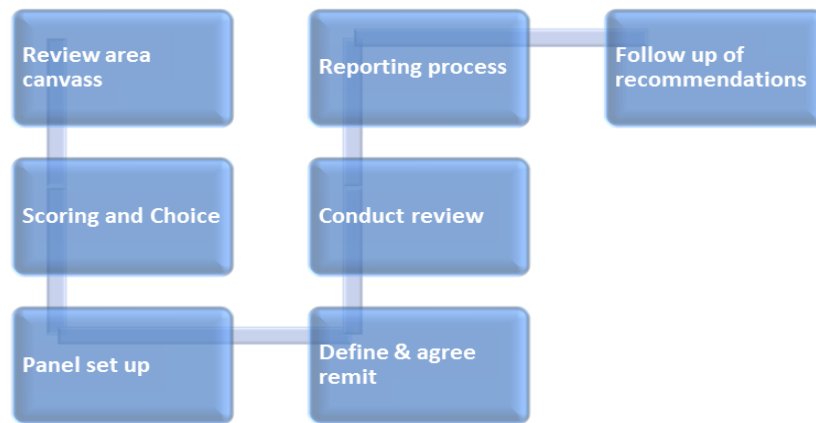 Review area
canvass
Scoring and Choice
Panel set up
Define & agree
remit
Conduct review
Reporting process
Follow up of
recommendations